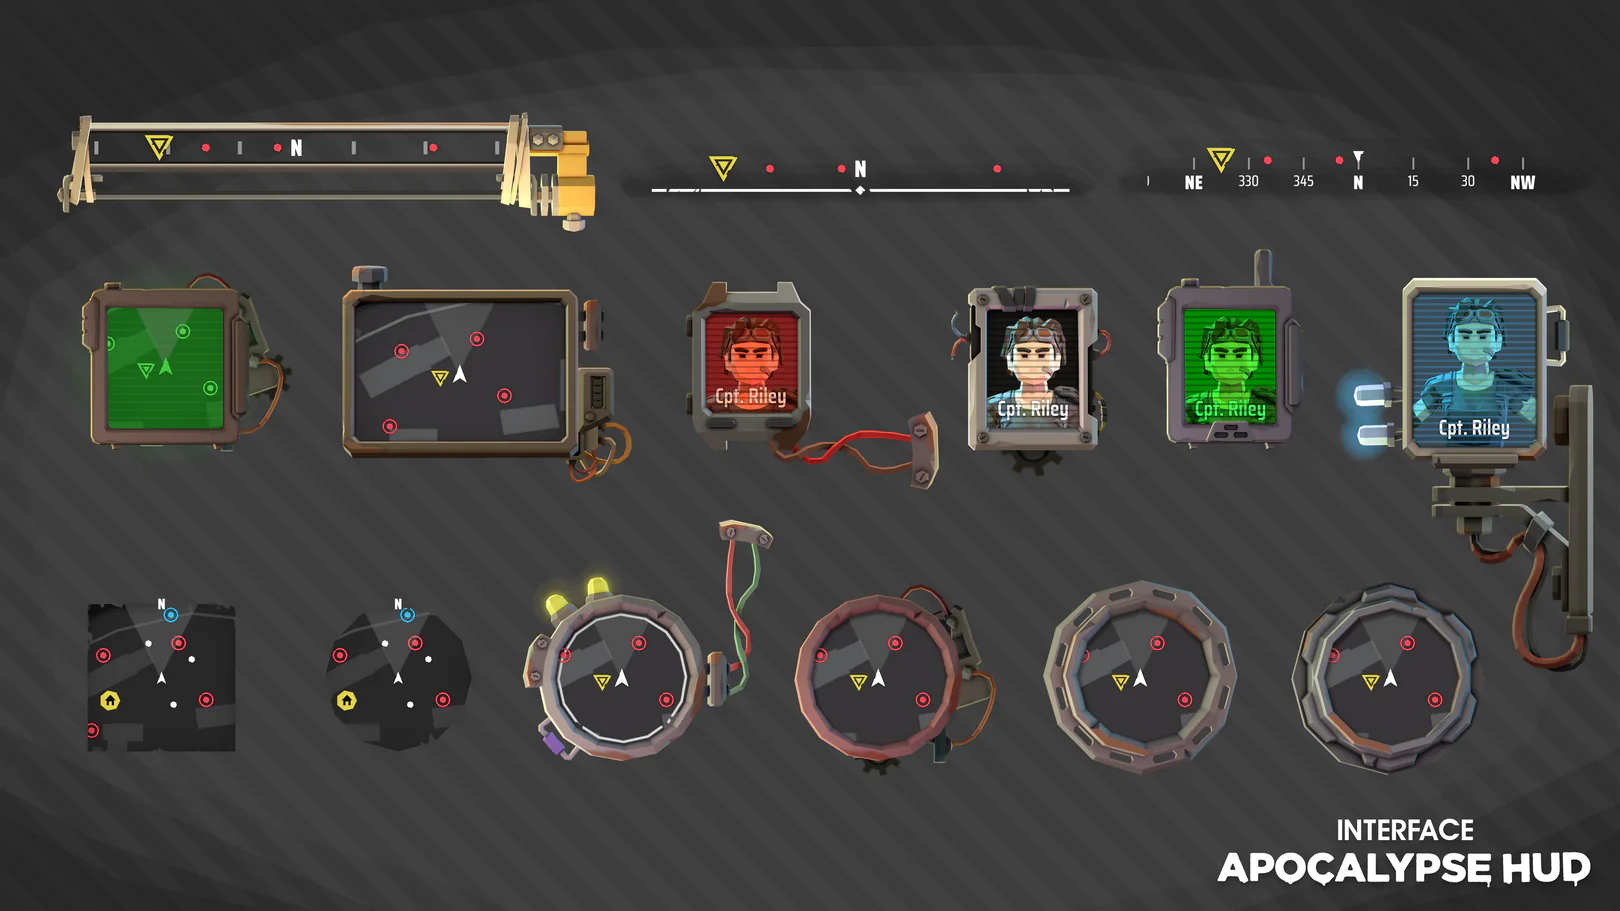 N
N
NE 330 345 N 15 30 NW
Cpt. Riley
Cpt. Riley
Cpt. Riley
Cpt. Riley
N
N
INTERFACE
APOCALYPSE HUD